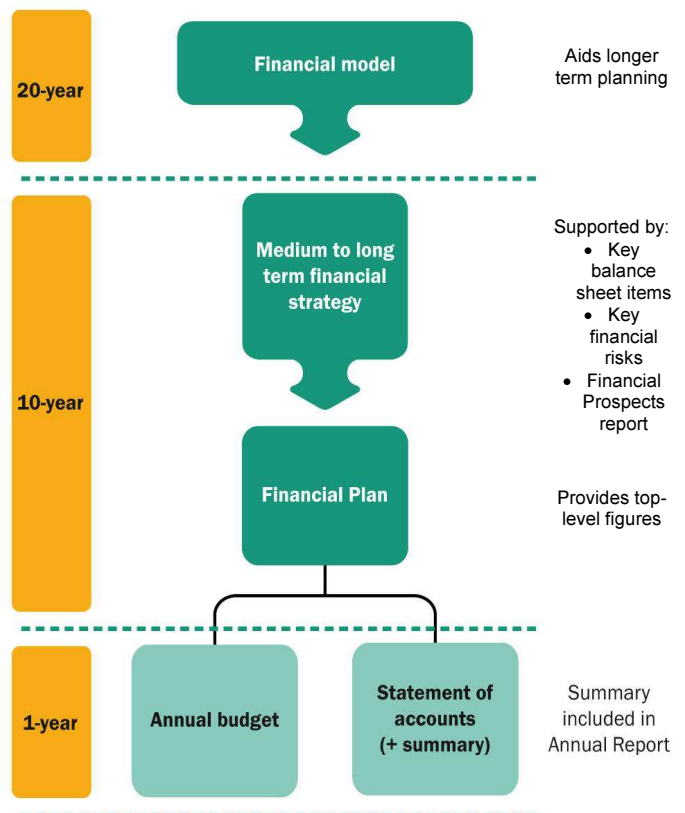 20-year
Financial model
Aids longer
term planning
10-year
Medium to long
term financial
strategy
Supported by:
• Key
balance
sheet items
• Key
financial
risks
• Financial
Prospects
report
Financial Plan
Provides top-
level figures
1-year
Annual budget
Statement of
accounts
(+ summary)
Summary
included in
Annual Report